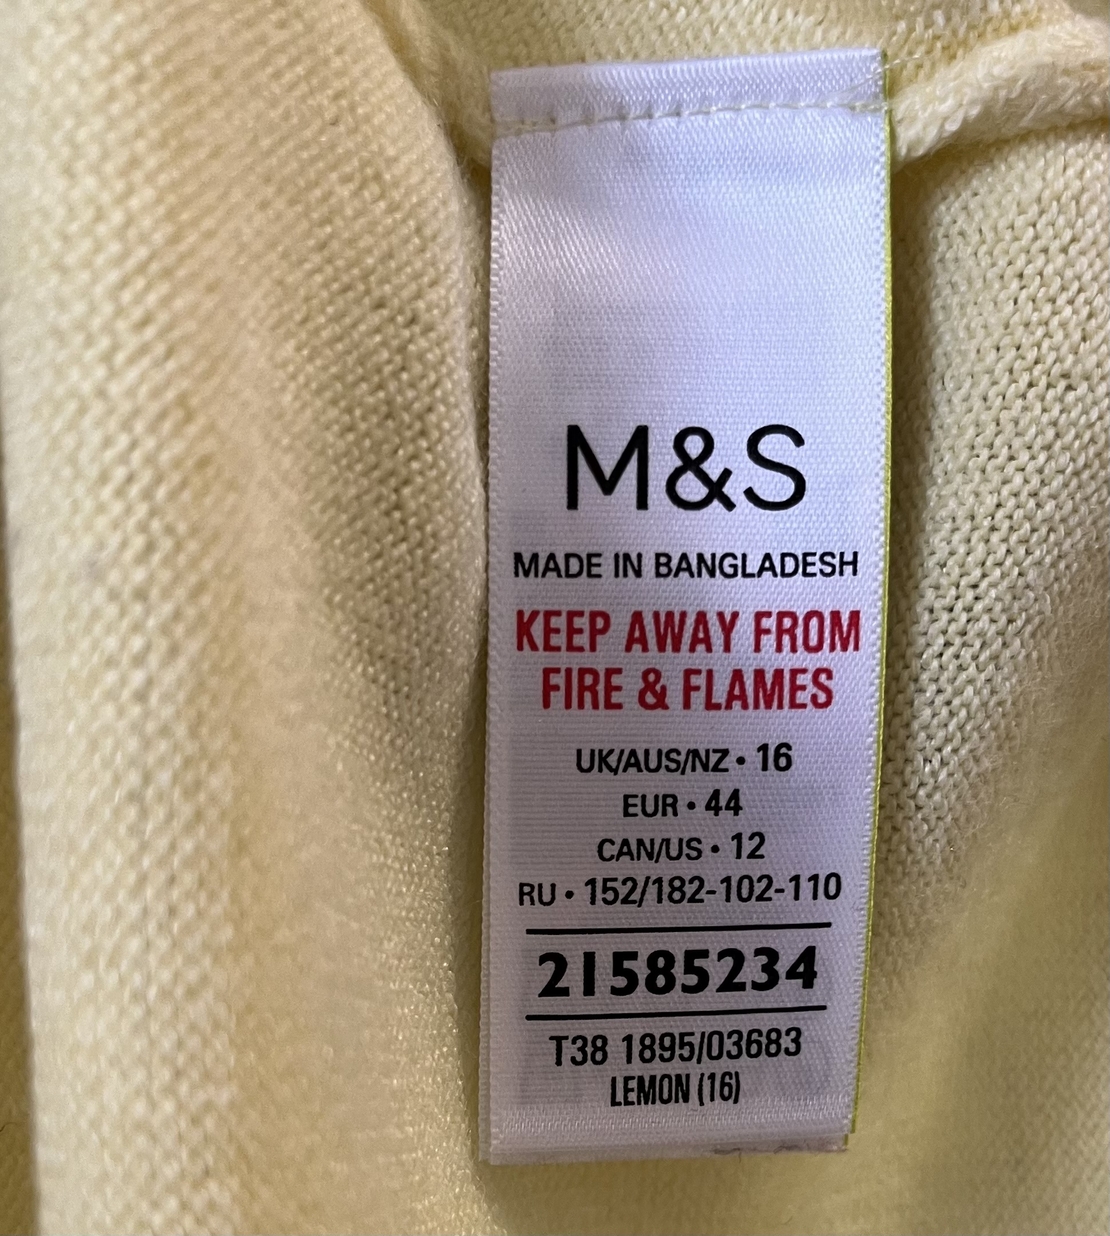 M&S
MADE IN BANGLADESH
KEEP AWAY FROM
FIRE & FLAMES
UK/AUS/NZ • 16
EUR • 44
CAN/US • 12
RU • 152/182-102-110
21585234
T38 1895/03683
LEMON (16)